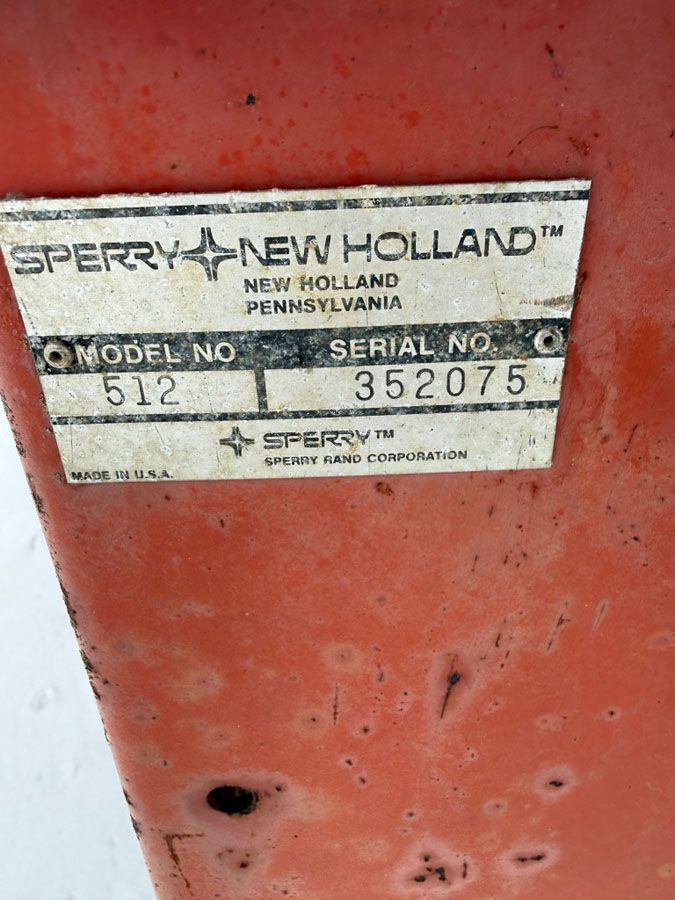 SPERRY NEW HOLLAND™
NEW HOLLAND
PENNSYLVANIA
MODEL NO SERIAL NO.
512 352075
SPERRY™
SPERRY RAND CORPORATION
MADE IN U.S.A.